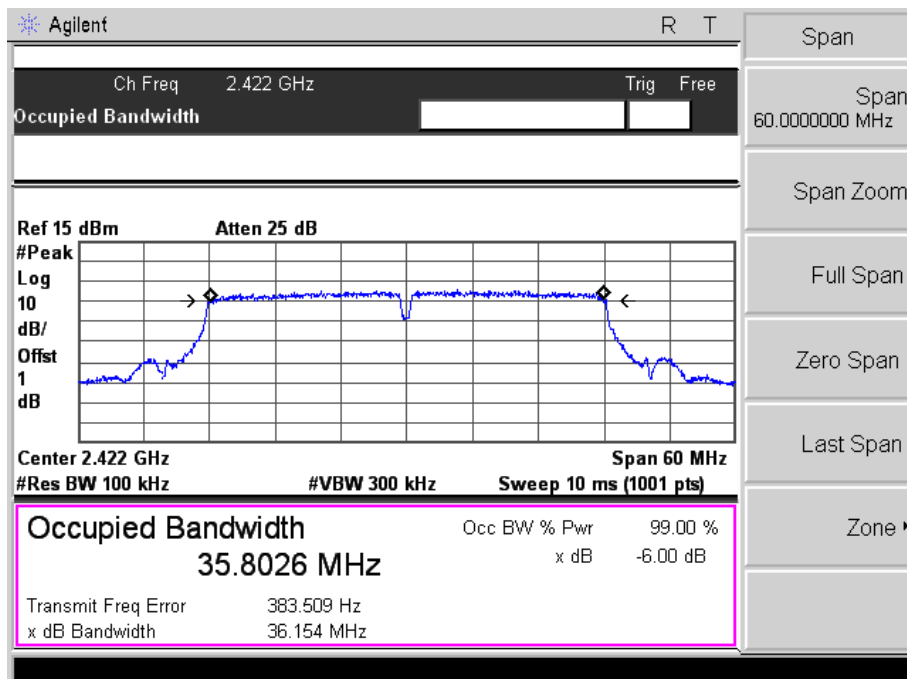 Agilent
R T
Ch Freq 2.422 GHz Trig Free
Occupied Bandwidth
Ref 15 dBm Atten 25 dB
#Peak
Log
10
dB/
Offst
1
dB
Center 2.422 GHz Span 60 MHz
#Res BW 100 kHz #VBW 300 kHz Sweep 10 ms (1001 pts)
Occupied Bandwidth
35.8026 MHz
Occ BW % Pwr 99.00 %
x dB -6.00 dB
Transmit Freq Error 383.509 Hz
x dB Bandwidth 36.154 MHz
Span
Span
60.0000000 MHz
Span Zoom
Full Span
Zero Span
Last Span
Zone